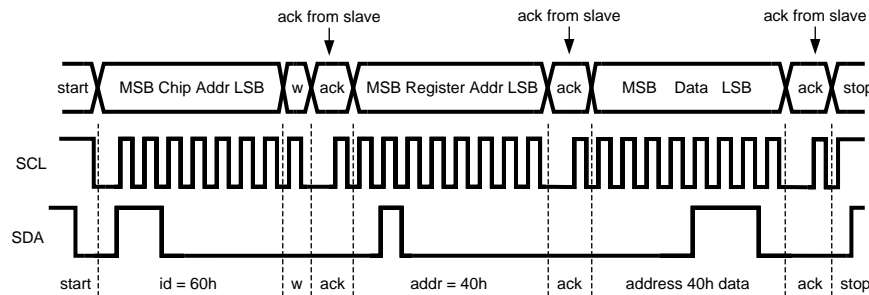 ack from slave ack from slave ack from slave
start MSB Chip Addr LSB w ack MSB Register Addr LSB ack MSB Data LSB ack stop
SCL
SDA
start id = 60h w ack addr = 40h ack address 40h data ack stop